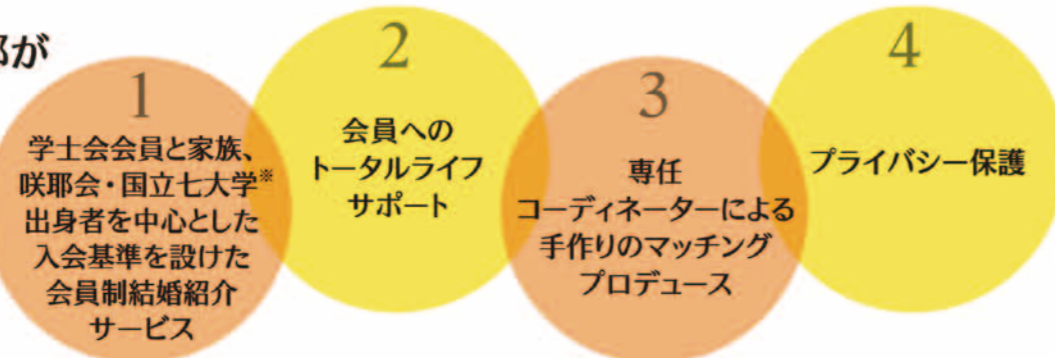 部が
1
学士会会員と家族、
咲耶会・国立七大学※
出身者を中心とした
入会基準を設けた
会員制結婚紹介
サービス
2
会員への
トータルライフ
サポート
3
専任
コーディネーターによる
手作りのマッチング
プロデュース
4
プライバシー保護